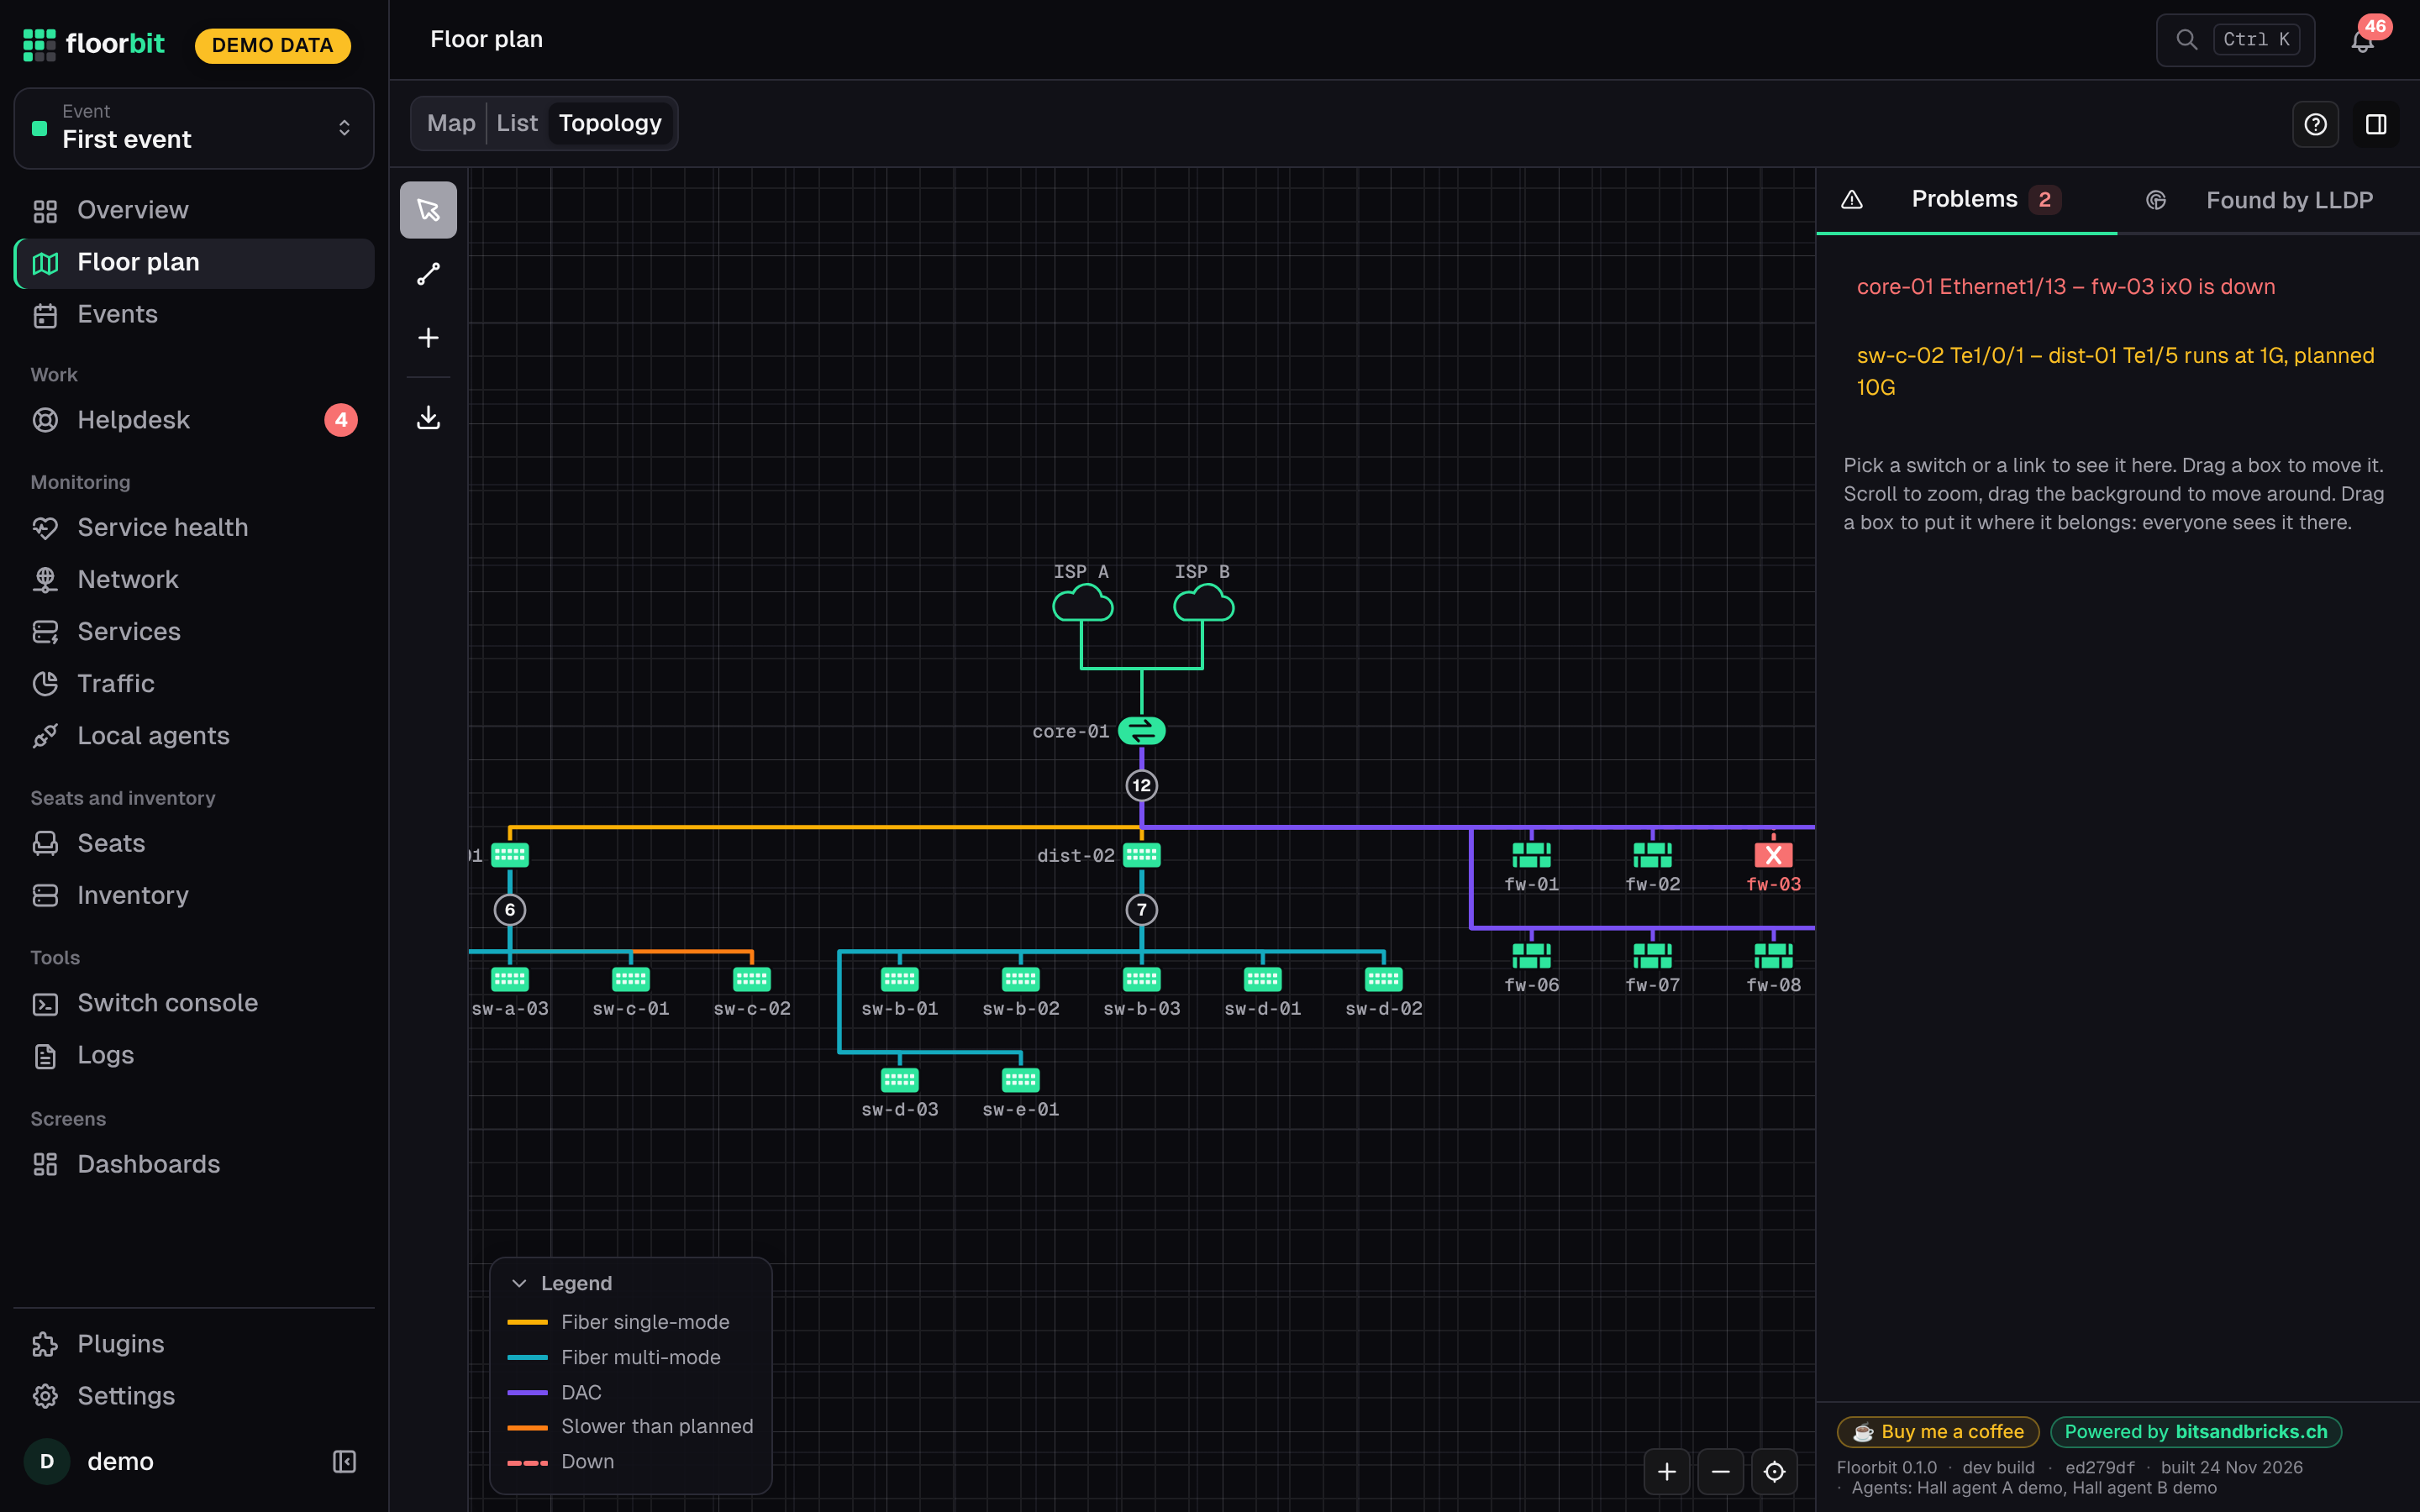 floorbit
DEMO DATA
Event
First event
Overview
Floor plan
Events
Work
Helpdesk
4
Monitoring
Service health
Network
Services
Traffic
Local agents
Seats and inventory
Seats
Inventory
Tools
Switch console
Logs
Screens
Dashboards
Plugins
Settings
D
demo
Floor plan
Ctrl K
46
Map
List
Topology
ISP A
ISP B
core-01
12
dist-02
fw-01
fw-02
X
fw-03
6
7
fw-06
fw-07
fw-08
sw-a-03
sw-c-01
sw-c-02
sw-b-01
sw-b-02
sw-b-03
sw-d-01
sw-d-02
sw-d-03
sw-e-01
Legend
Fiber single-mode
Fiber multi-mode
DAC
Slower than planned
Down
Problems 2
Found by LLDP
core-01 Ethernet1/13 – fw-03 ix0 is down
sw-c-02 Te1/0/1 – dist-01 Te1/5 runs at 1G, planned
10G
Pick a switch or a link to see it here. Drag a box to move it.
Scroll to zoom, drag the background to move around. Drag
a box to put it where it belongs: everyone sees it there.
Buy me a coffee
Powered by bitsandbricks.ch
Floorbit 0.1.0 · dev build · ed279df · built 24 Nov 2026
· Agents: Hall agent A demo, Hall agent B demo